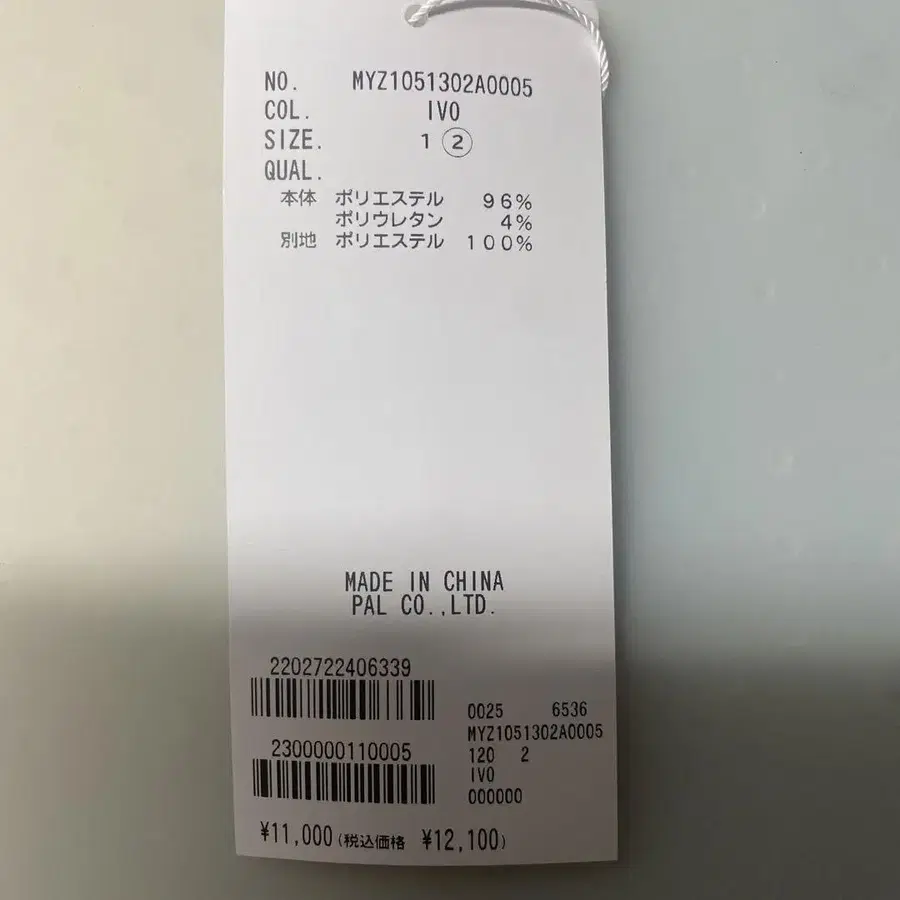 NO. MYZ1051302A0005
COL. IVO
SIZE. 1 ②
QUAL.
本体 ポリエステル 96%
ポリウレタン 4%
別地 ポリエステル 100%
MADE IN CHINA
PAL CO.,LTD.
2202722406339
2300000110005
0025 6536
MYZ1051302A0005
120 2
IVO
000000
¥11,000(税込価格 ¥12,100)